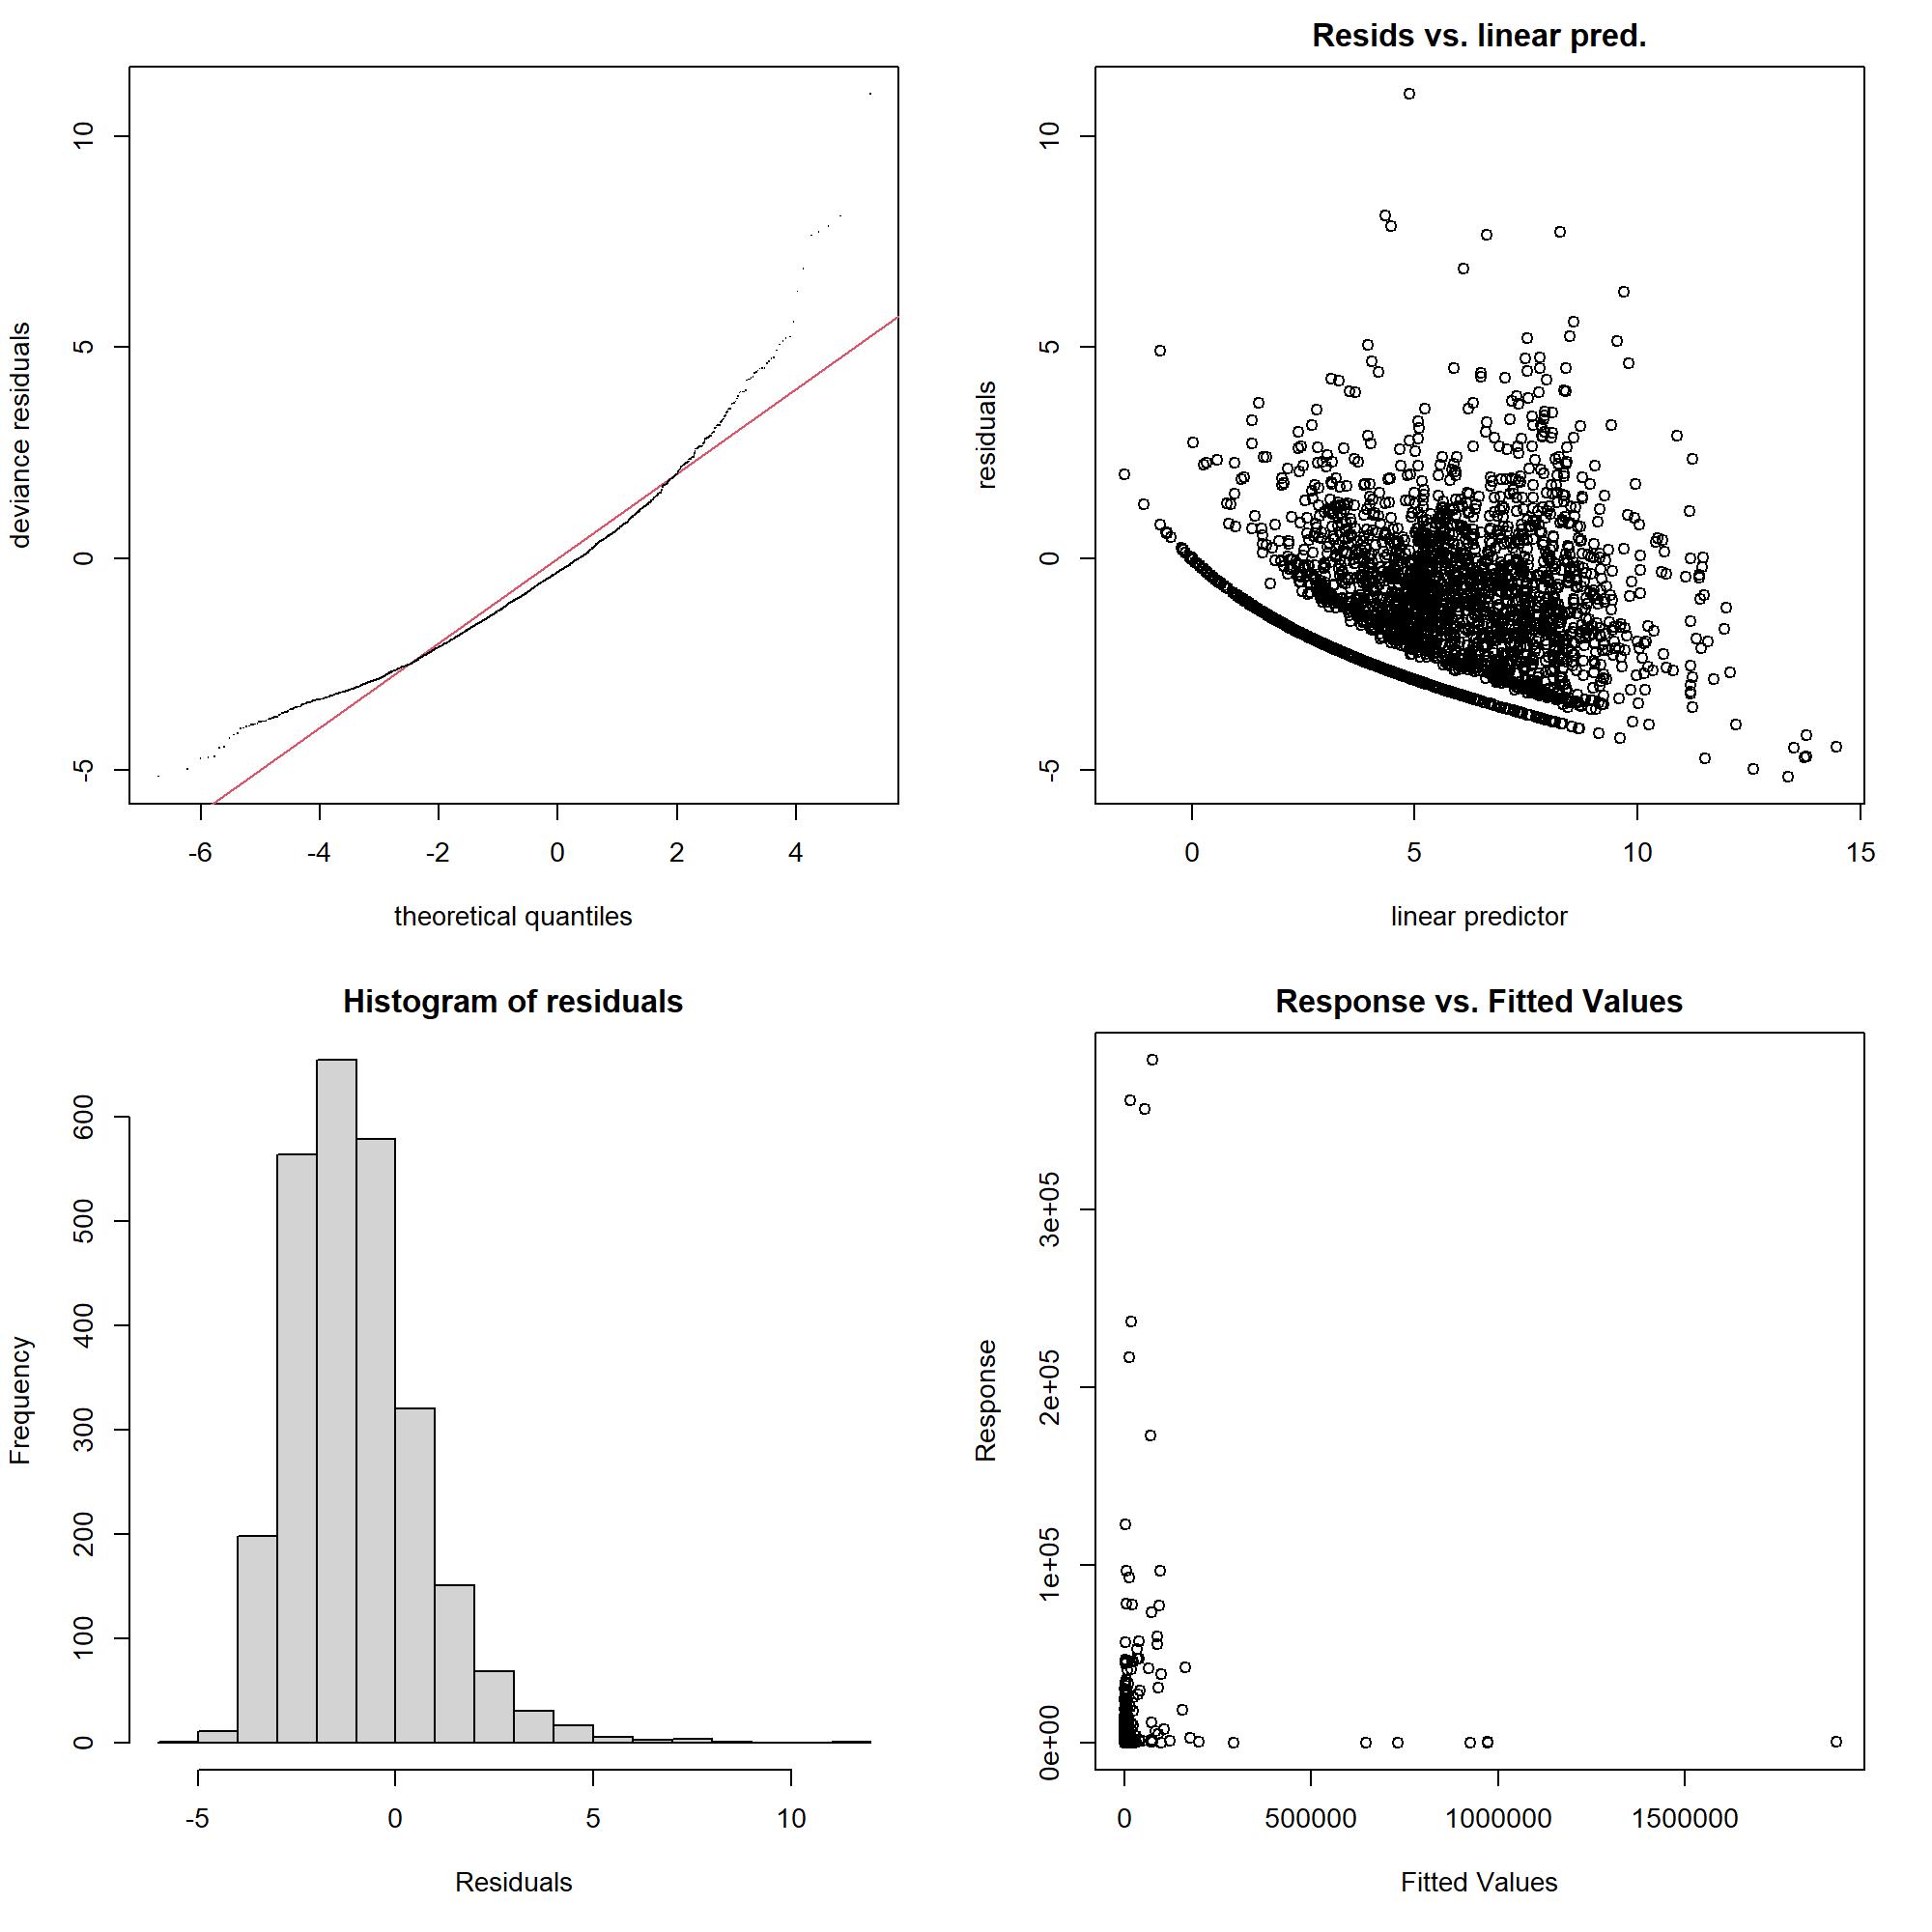 deviance residuals
10
5
0
-5
-6 -4 -2 0 2 4
theoretical quantiles
Resids vs. linear pred.
residuals
10
5
0
-5
0 5 10 15
linear predictor
Histogram of residuals
Frequency
600
500
400
300
200
100
0
-5 0 5 10
Residuals
Response vs. Fitted Values
Response
3e+05
2e+05
1e+05
0e+00
0 500000 1000000 1500000
Fitted Values